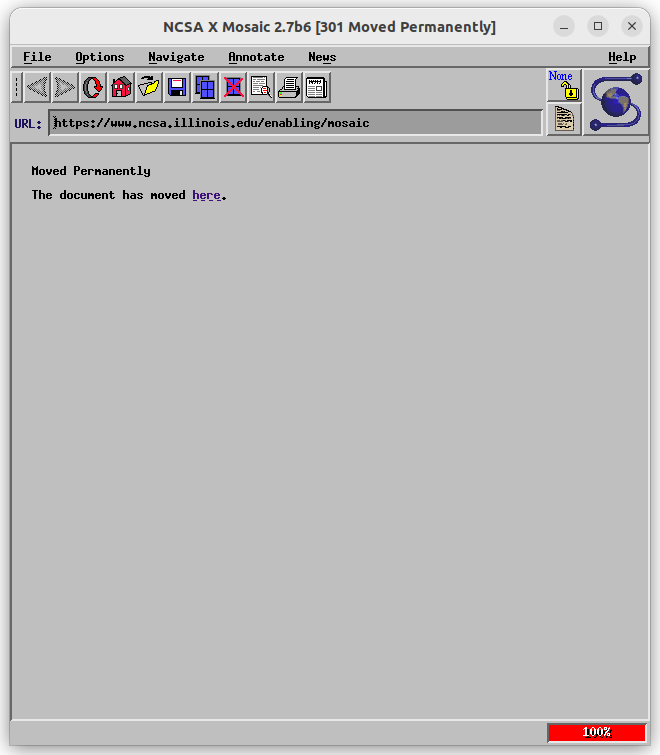 NCSA X Mosaic 2.7b6 [301 Moved Permanently]
File Options Navigate Annotate News Help
None
URL: https://www.ncsa.illinois.edu/enabling/mosaic
Moved Permanently
The document has moved here.
100%